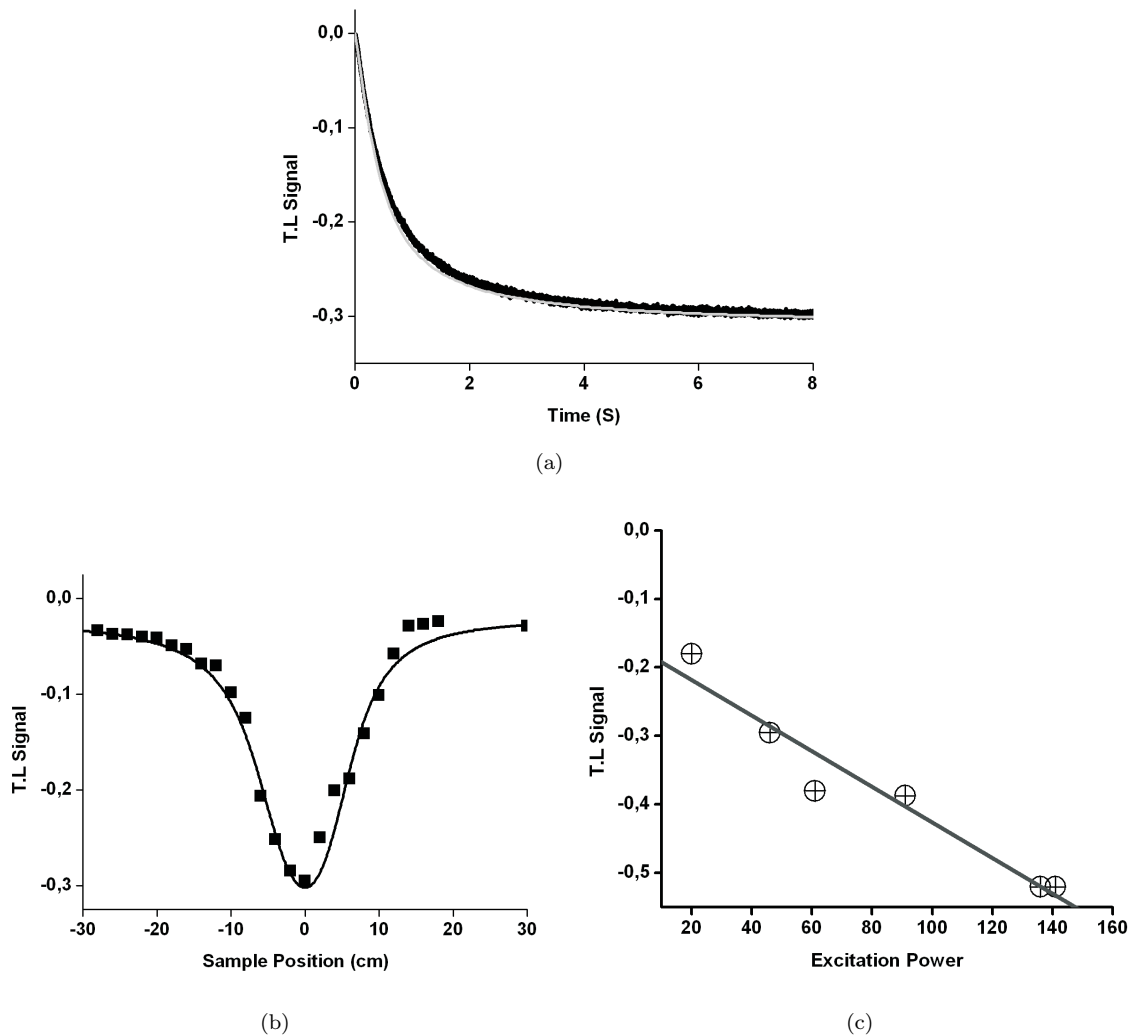 0,0
-0,1
-0,2
-0,3
T.L Signal
0 2 4 6 8
Time (S)
(a)
0,0
-0,1
-0,2
-0,3
T.L Signal
-30 -20 -10 0 10 20 30
Sample Position (cm)
(b)
0,0
-0,1
-0,2
-0,3
-0,4
-0,5
T.L Signal
20 40 60 80 100 120 140 160
Excitation Power
(c)